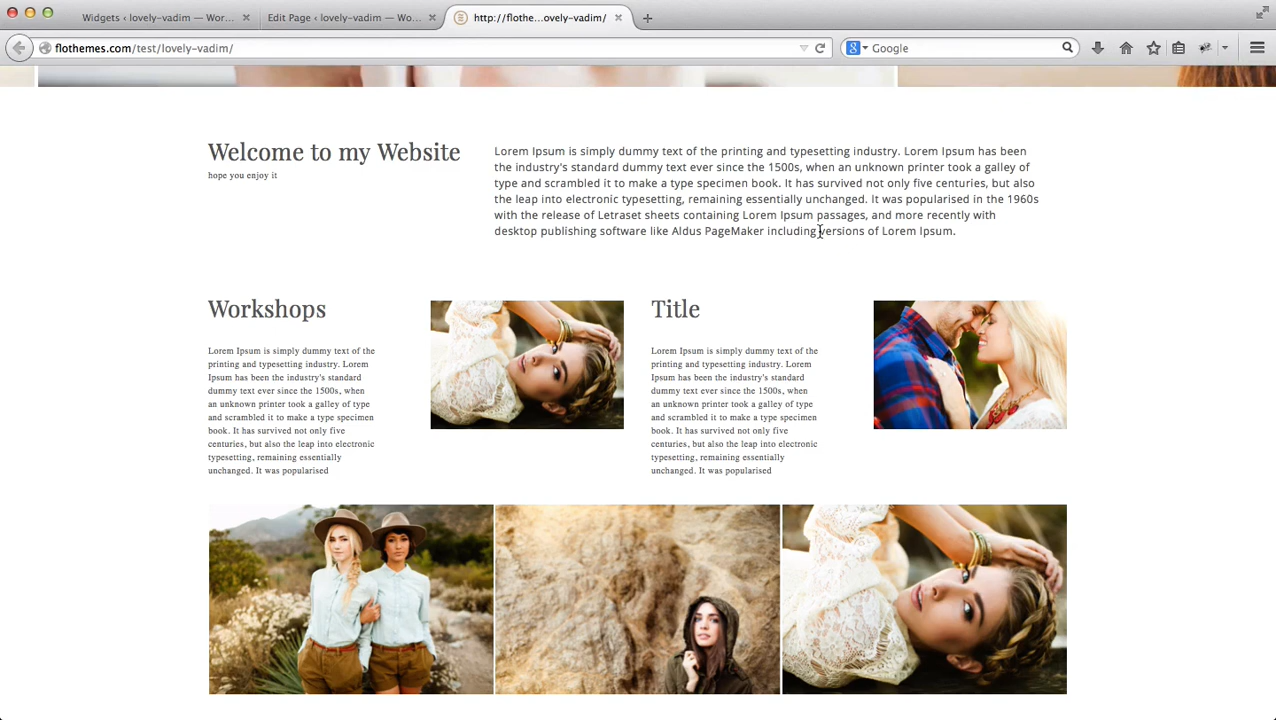 Widgets ‹ lovely-vadim — Wor...
Edit Page ‹ lovely-vadim — Wo...
http://flothe...ovely-vadim/
flothemes.com/test/lovely-vadim/
Google
Welcome to my Website
hope you enjoy it
Lorem Ipsum is simply dummy text of the printing and typesetting industry. Lorem Ipsum has been
the industry's standard dummy text ever since the 1500s, when an unknown printer took a galley of
type and scrambled it to make a type specimen book. It has survived not only five centuries, but also
the leap into electronic typesetting, remaining essentially unchanged. It was popularised in the 1960s
with the release of Letraset sheets containing Lorem Ipsum passages, and more recently with
desktop publishing software like Aldus PageMaker including versions of Lorem Ipsum.
Workshops
Lorem Ipsum is simply dummy text of the
printing and typesetting industry. Lorem
Ipsum has been the industry's standard
dummy text ever since the 1500s, when
an unknown printer took a galley of type
and scrambled it to make a type specimen
book. It has survived not only five
centuries, but also the leap into electronic
typesetting, remaining essentially
unchanged. It was popularised
Title
Lorem Ipsum is simply dummy text of the
printing and typesetting industry. Lorem
Ipsum has been the industry's standard
dummy text ever since the 1500s, when
an unknown printer took a galley of type
and scrambled it to make a type specimen
book. It has survived not only five
centuries, but also the leap into electronic
typesetting, remaining essentially
unchanged. It was popularised